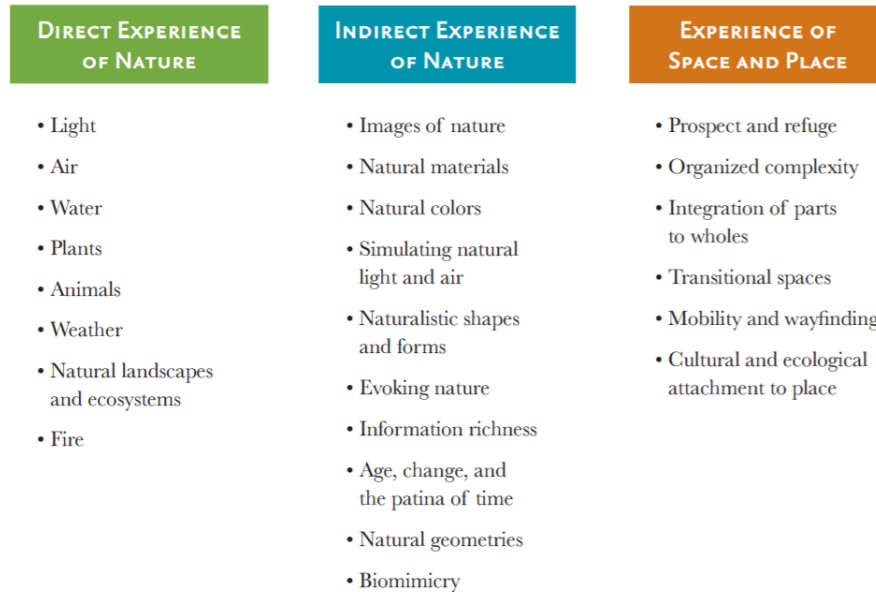 DIRECT EXPERIENCE
OF NATURE
• Light
• Air
• Water
• Plants
• Animals
• Weather
• Natural landscapes
and ecosystems
• Fire
INDIRECT EXPERIENCE
OF NATURE
• Images of nature
• Natural materials
• Natural colors
• Simulating natural
light and air
• Naturalistic shapes
and forms
• Evoking nature
• Information richness
• Age, change, and
the patina of time
• Natural geometries
• Biomimicry
EXPERIENCE OF
SPACE AND PLACE
• Prospect and refuge
• Organized complexity
• Integration of parts
to wholes
• Transitional spaces
• Mobility and wayfinding
• Cultural and ecological
attachment to place